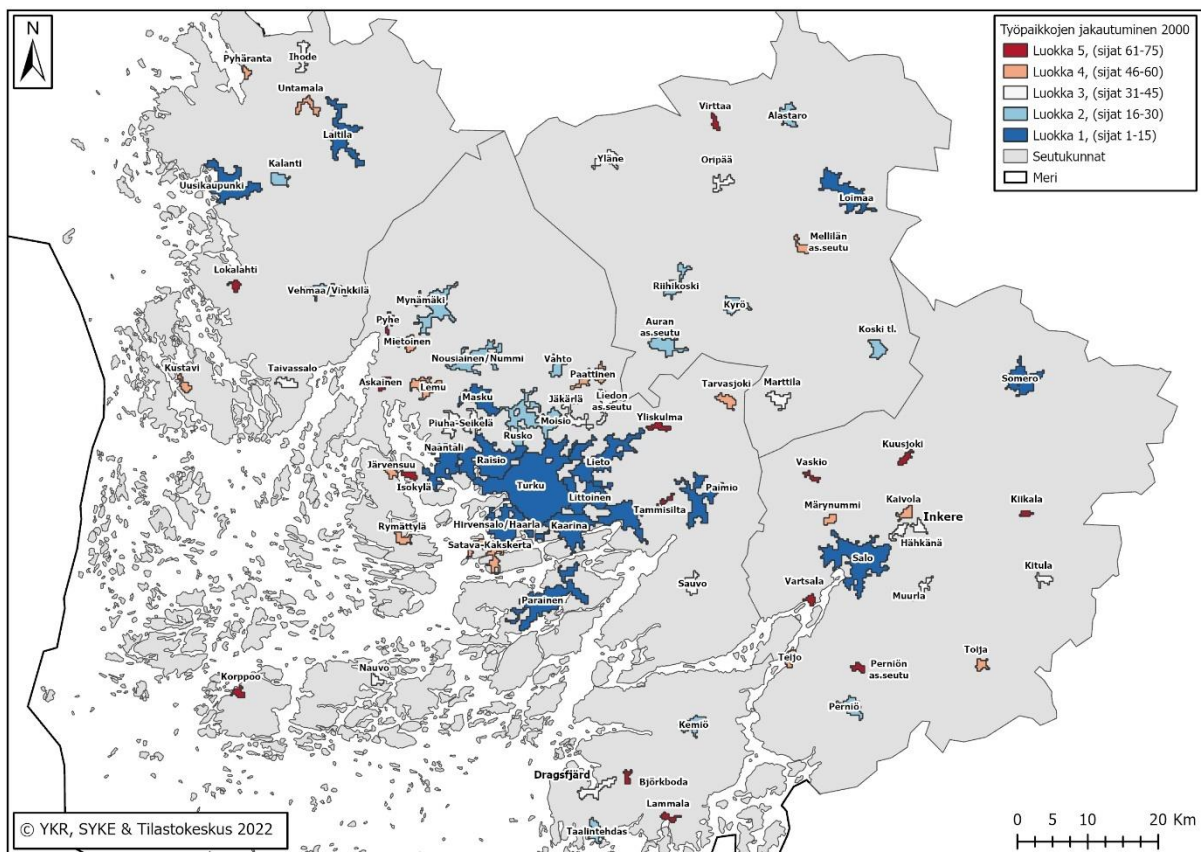 N
Työpaikkojen jakautuminen 2000
Luokka 5, (sijat 61-75)
Luokka 4, (sijat 46-60)
Luokka 3, (sijat 31-45)
Luokka 2, (sijat 16-30)
Luokka 1, (sijat 1-15)
Seutukunnat
Meri
Pyhäranta
Ihode
Untamala
Laitila
Kalanti
Uusikaupunki
Lokalahti
Vehmaa/Vinkkilä
Kustavi
Taivassalo
Virttaa
Alastaro
Yläne
Oripää
Loimaa
Mellilän
as.seutu
Riihikoski
Kyrö
Auran
as.seutu
Koski tl.
Mynämäki
Pyhe
Mietoinen
Nousiainen/Nummi
Vahto
Paattinen
Askainen
Lemu
Masku
Jäkärlä
Liedon
as.seutu
Tarvasjoki
Marttila
Somero
Piuha-Seikelä
Rusko
Moisio
Yliskulma
Naantali
Raisio
Lieto
Järvensuu
Isokylä
Turku
Littoinen
Paimio
Tammisilta
Rymättylä
Hirvensalo/Haarla
Kaarina
Satava-Kakskerta
Parainen
Sauvo
Kuusjoki
Vaskio
Märynummi
Kaivola
Inkere
Kiikala
Hähkänä
Salo
Kitula
Vartsala
Muurla
Teijo
Perniön
as.seutu
Toija
Perniö
Korppoo
Nauvo
Kemiö
Dragsfjärd
Björkboda
Lammala
Taalintehdas
© YKR, SYKE & Tilastokeskus 2022
0 5 10 20 Km